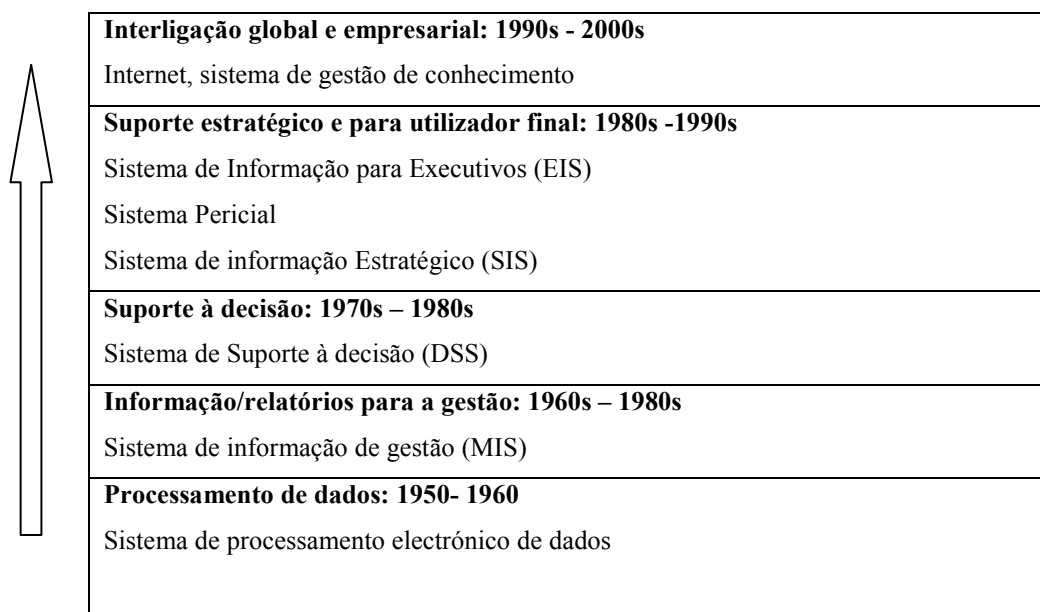 Interligação global e empresarial: 1990s - 2000s
Internet, sistema de gestão de conhecimento
Suporte estratégico e para utilizador final: 1980s -1990s
Sistema de Informação para Executivos (EIS)
Sistema Pericial
Sistema de informação Estratégico (SIS)
Suporte à decisão: 1970s – 1980s
Sistema de Suporte à decisão (DSS)
Informação/relatórios para a gestão: 1960s – 1980s
Sistema de informação de gestão (MIS)
Processamento de dados: 1950- 1960
Sistema de processamento electrónico de dados